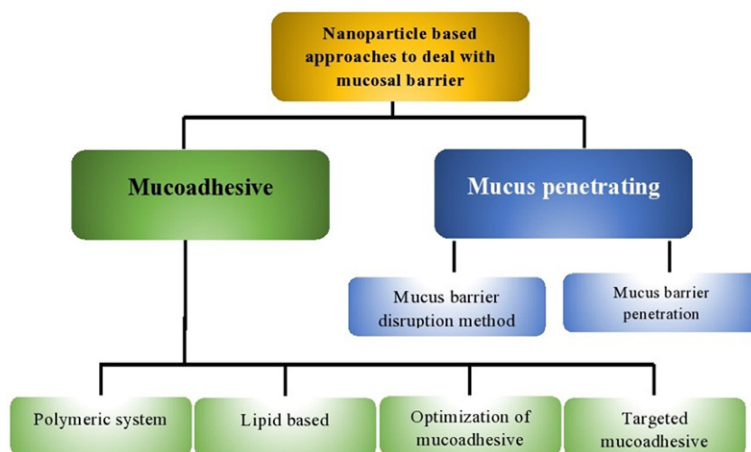 Nanoparticle based
approaches to deal with
mucosal barrier
Mucoadhesive
Mucus penetrating
Mucus barrier
disruption method
Mucus barrier
penetration
Polymeric system
Lipid based
Optimization of
mucoadhesive
Targeted
mucoadhesive